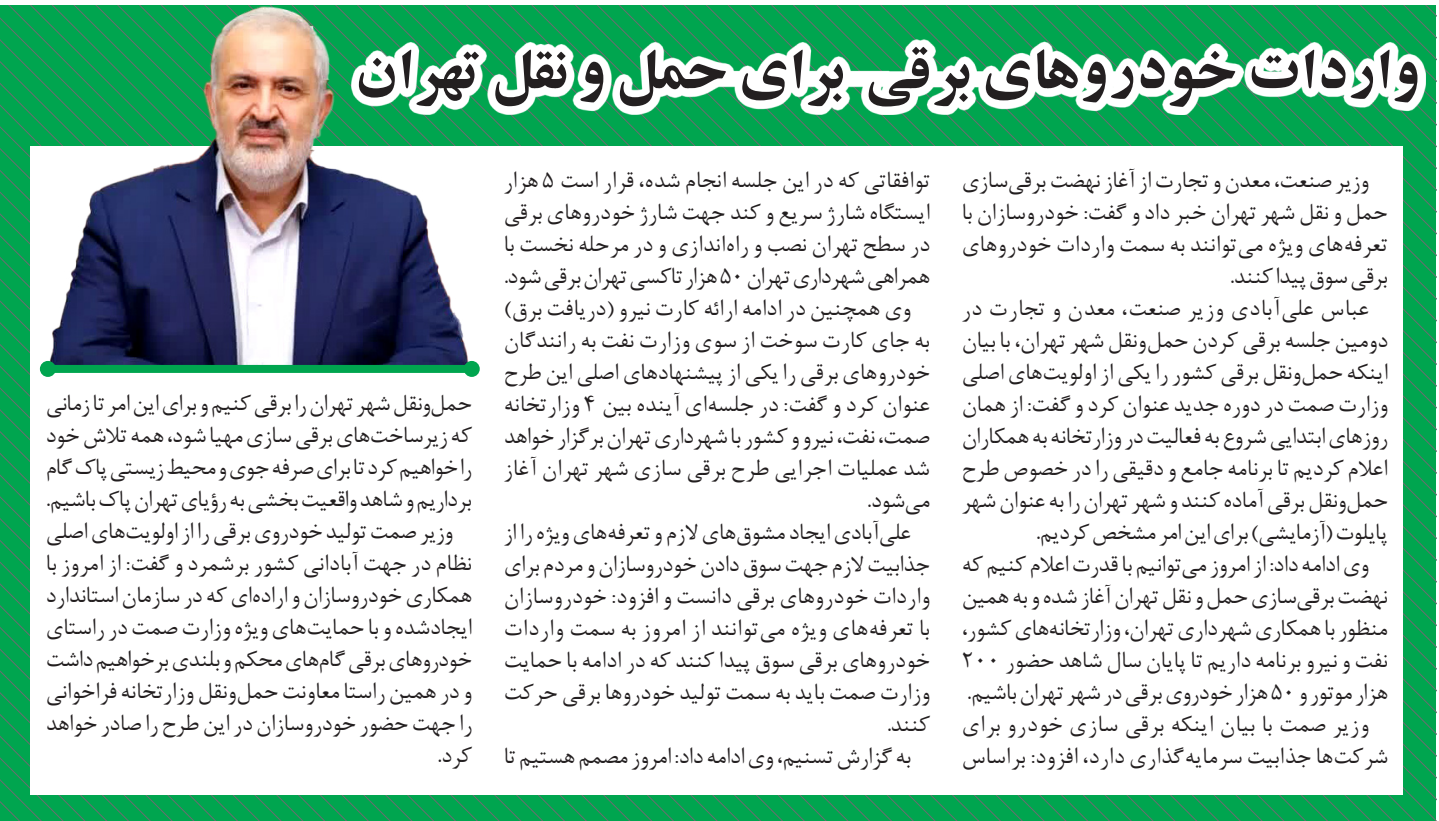 واردات خودروهای برقی برای حمل و نقل تهران
وزیر صنعت، معدن و تجارت از آغاز نهضت برقی‌سازی
حمل و نقل شهر تهران خبر داد و گفت: خودروسازان با
تعرفه‌های ویژه می‌توانند به سمت واردات خودروهای
برقی سوق پیدا کنند.
عباس علی‌آبادی وزیر صنعت، معدن و تجارت در
دومین جلسه برقی کردن حمل‌ونقل شهر تهران، با بیان
اینکه حمل‌ونقل برقی کشور را یکی از اولویت‌های اصلی
وزارت صمت در دوره جدید عنوان کرد و گفت: از همان
روزهای ابتدایی شروع به فعالیت در وزارتخانه به همکاران
اعلام کردیم تا برنامه جامع و دقیقی را در خصوص طرح
حمل‌ونقل برقی آماده کنند و شهر تهران را به عنوان شهر
پایلوت (آزمایشی) برای این امر مشخص کردیم.
وی ادامه داد: از امروز می‌توانیم با قدرت اعلام کنیم که
نهضت برقی‌سازی حمل و نقل تهران آغاز شده و به همین
منظور با همکاری شهرداری تهران، وزارتخانه‌های کشور،
نفت و نیرو برنامه داریم تا پایان سال شاهد حضور ۲۰۰
هزار موتور و ۵۰ هزار خودروی برقی در شهر تهران باشیم.
وزیر صمت با بیان اینکه برقی سازی خودرو برای
شرکت‌ها جذابیت سرمایه‌گذاری دارد، افزود: براساس
توافقاتی که در این جلسه انجام شده، قرار است ۵ هزار
ایستگاه شارژ سریع و کند جهت شارژ خودروهای برقی
در سطح تهران نصب و راه‌اندازی و در مرحله نخست با
همراهی شهرداری تهران ۵۰ هزار تاکسی تهران برقی شود.
وی همچنین در ادامه ارائه کارت نیرو (دریافت برق)
به جای کارت سوخت از سوی وزارت نفت به رانندگان
خودروهای برقی را یکی از پیشنهادهای اصلی این طرح
عنوان کرد و گفت: در جلسه‌ای آینده بین ۴ وزارتخانه
صمت، نفت، نیرو و کشور با شهرداری تهران برگزار خواهد
شد عملیات اجرایی طرح برقی سازی شهر تهران آغاز
می‌شود.
علی‌آبادی ایجاد مشوق‌های لازم و تعرفه‌های ویژه را از
جذابیت لازم جهت سوق دادن خودروسازان و مردم برای
واردات خودروهای برقی دانست و افزود: خودروسازان
با تعرفه‌های ویژه می‌توانند از امروز به سمت واردات
خودروهای برقی سوق پیدا کنند که در ادامه با حمایت
وزارت صمت باید به سمت تولید خودروها برقی حرکت
کنند.
به گزارش تسنیم، وی ادامه داد: امروز مصمم هستیم تا
حمل‌ونقل شهر تهران را برقی کنیم و برای این امر تا زمانی
که زیرساخت‌های برقی سازی مهیا شود، همه تلاش خود
را خواهیم کرد تا برای صرفه جوی و محیط زیستی پاک گام
برداریم و شاهد واقعیت بخشی به رؤیای تهران پاک باشیم.
وزیر صمت تولید خودروی برقی را از اولویت‌های اصلی
نظام در جهت آبادانی کشور برشمرد و گفت: از امروز با
همکاری خودروسازان و اراده‌ای که در سازمان استاندارد
ایجادشده و با حمایت‌های ویژه وزارت صمت در راستای
خودروهای برقی گام‌های محکم و بلندی برخواهیم داشت
و در همین راستا معاونت حمل‌ونقل وزارتخانه فراخوانی
را جهت حضور خودروسازان در این طرح را صادر خواهد
کرد.